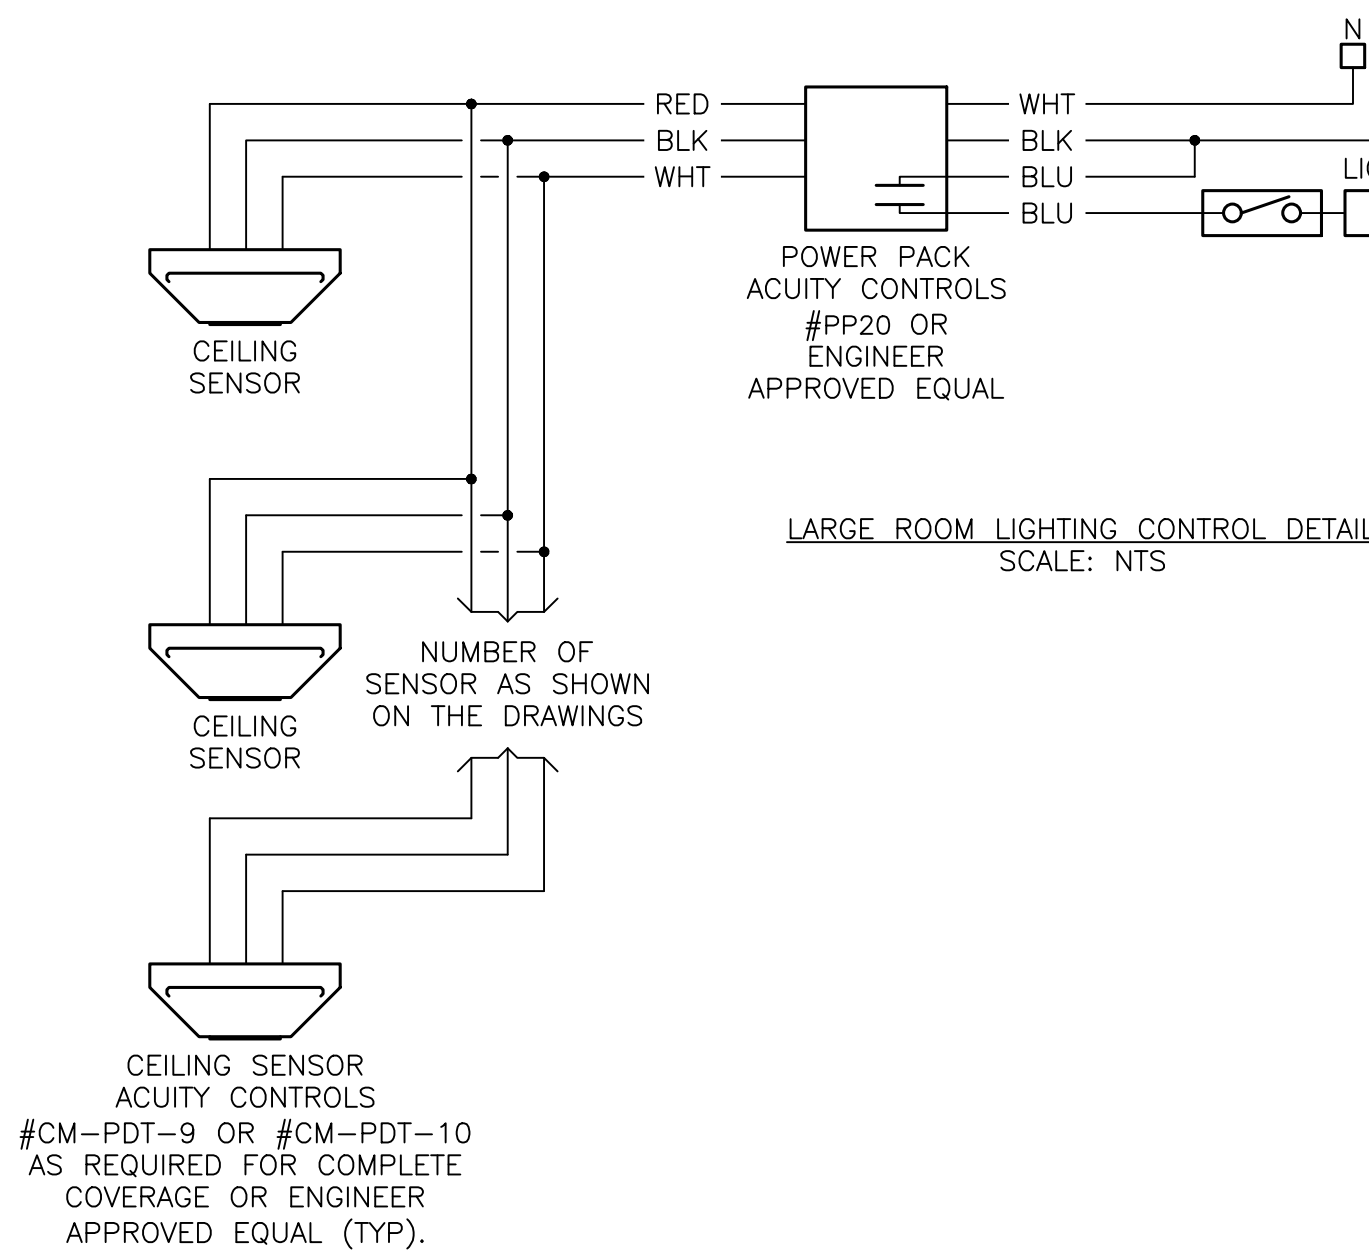 N
RED
WHT
BLK
BLK
WHT
BLU
BLU
POWER PACK
ACUITY CONTROLS
#PP20 OR
ENGINEER
APPROVED EQUAL
CEILING
SENSOR
LARGE ROOM LIGHTING CONTROL DETAIL
SCALE: NTS
NUMBER OF
SENSOR AS SHOWN
ON THE DRAWINGS
CEILING
SENSOR
CEILING SENSOR
ACUITY CONTROLS
#CM-PDT-9 OR #CM-PDT-10
AS REQUIRED FOR COMPLETE
COVERAGE OR ENGINEER
APPROVED EQUAL (TYP).